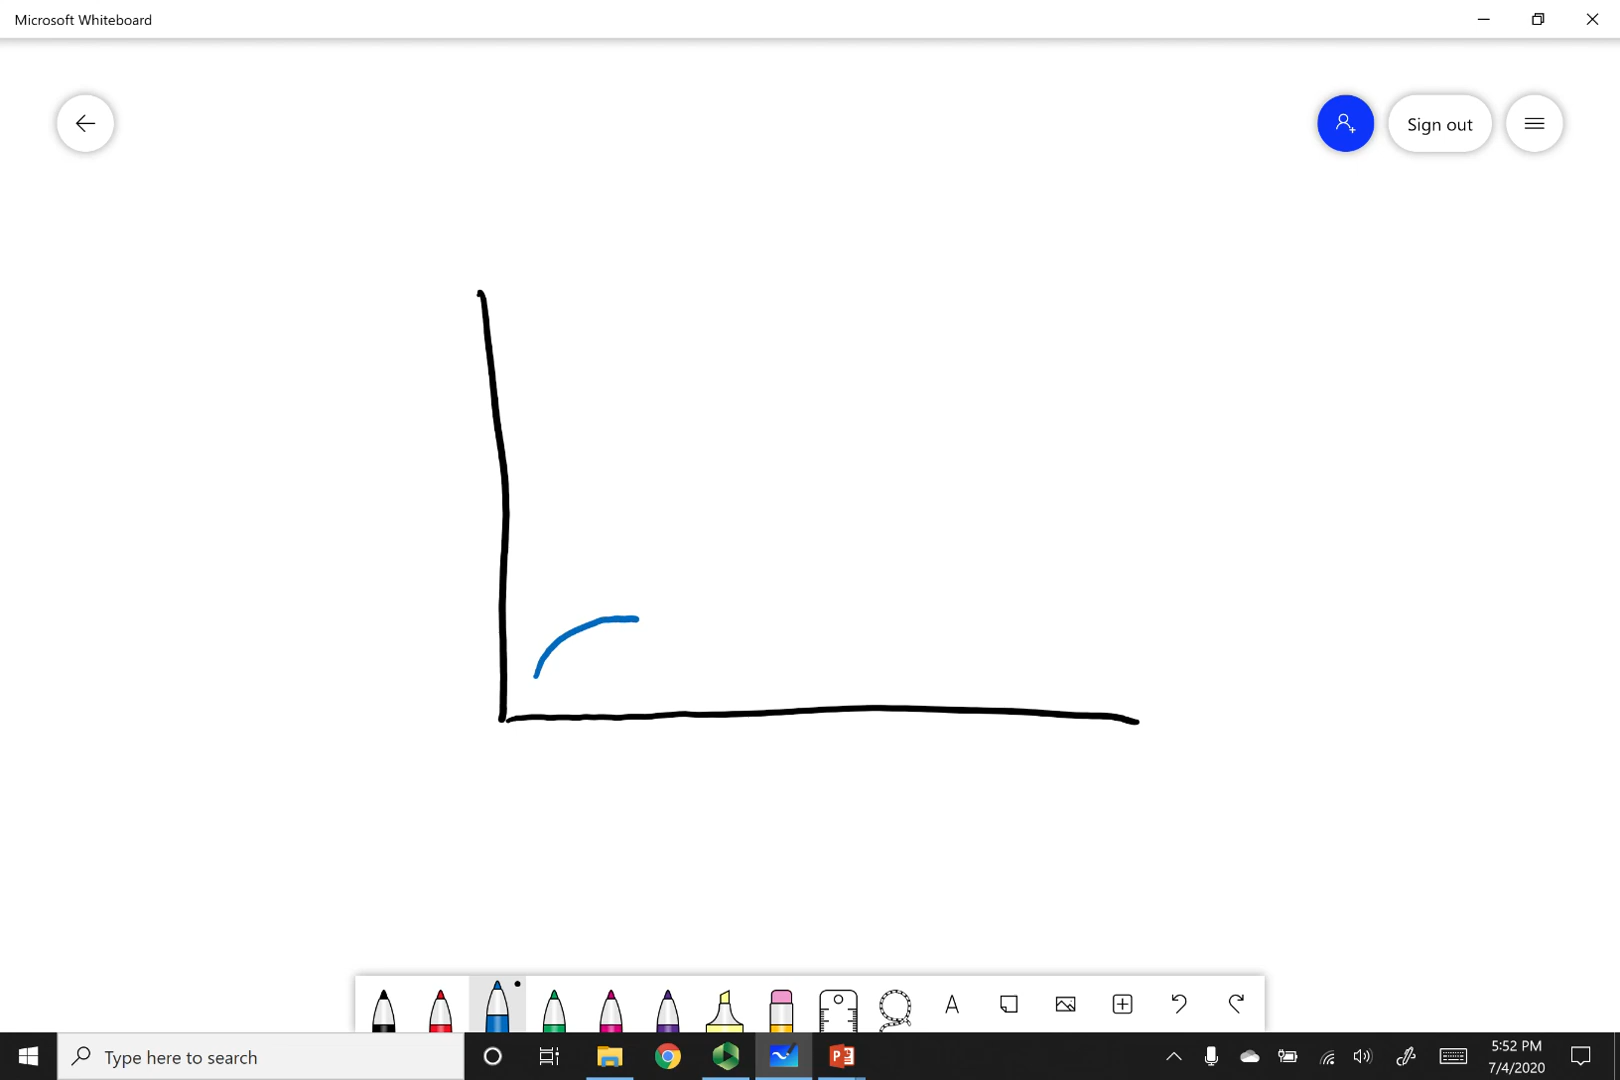 Microsoft Whiteboard
Sign out
A
Type here to search
5:52 PM
7/4/2020